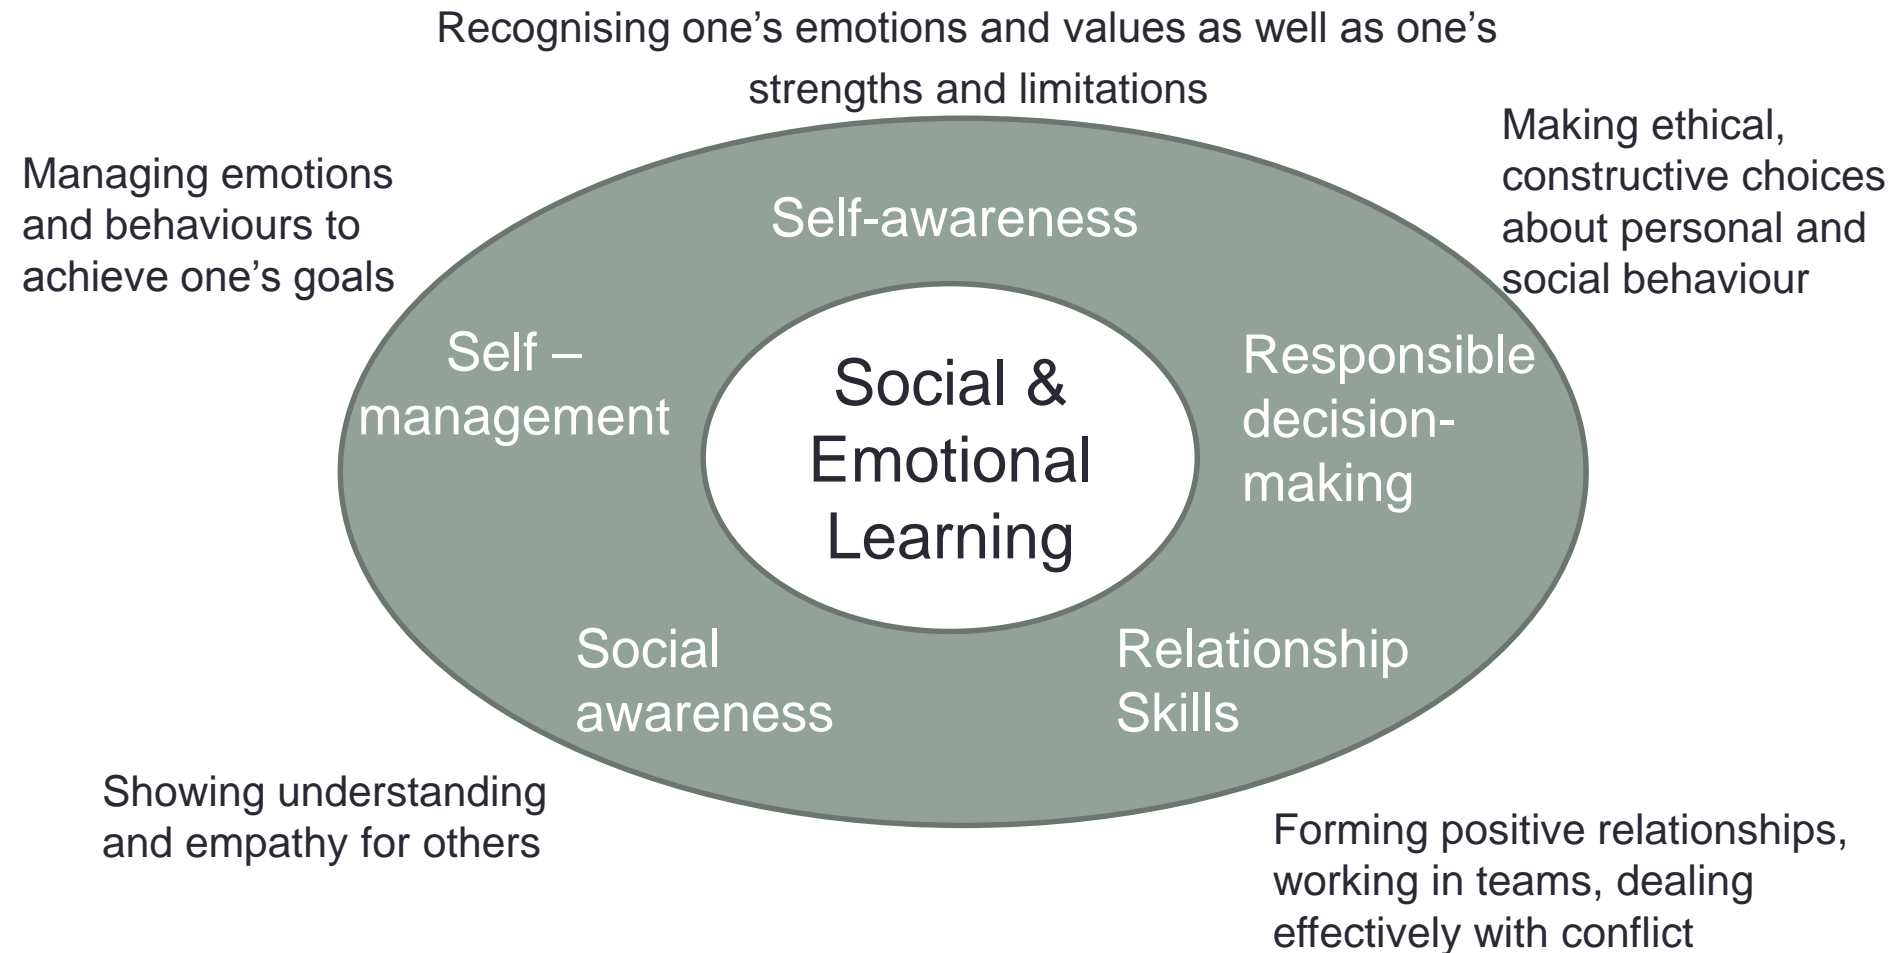 Recognising one’s emotions and values as well as one’s
strengths and limitations
Managing emotions
and behaviours to
achieve one’s goals
Making ethical,
constructive choices
about personal and
social behaviour
Self-awareness
Self –
management
Social &
Emotional
Learning
Responsible
decision-
making
Social
awareness
Relationship
Skills
Showing understanding
and empathy for others
Forming positive relationships,
working in teams, dealing
effectively with conflict